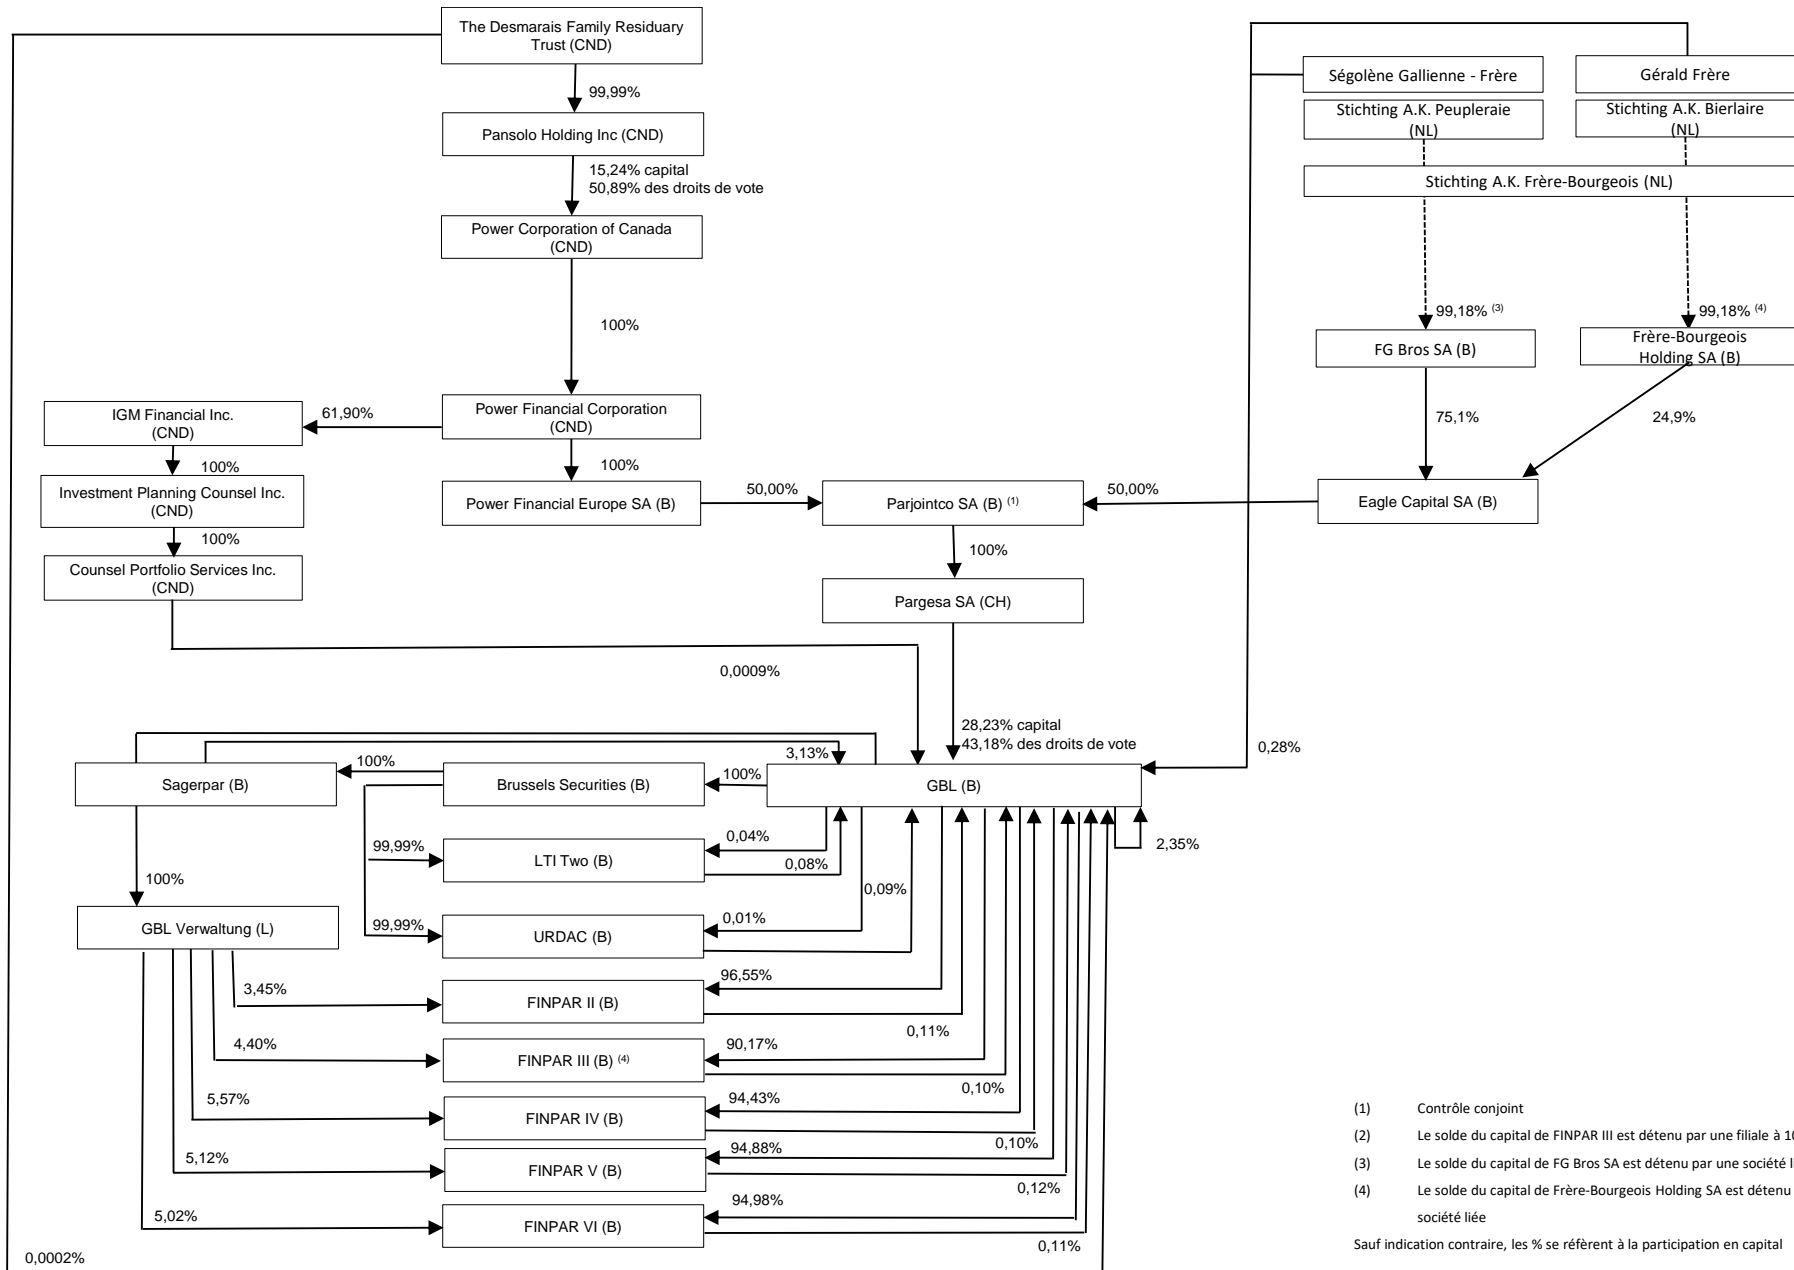 The Desmarais Family Residuary
Trust (CND)
99,99%
Pansolo Holding Inc (CND)
15,24% capital
50,89% des droits de vote
Power Corporation of Canada
(CND)
100%
Power Financial Corporation
(CND)
61,90%
IGM Financial Inc.
(CND)
100%
Investment Planning Counsel Inc.
(CND)
100%
Counsel Portfolio Services Inc.
(CND)
100%
Power Financial Europe SA (B)
50,00%
Parjointco SA (B) (1)
50,00%
Ségolène Gallienne - Frère
Gérald Frère
Stichting A.K. Peupleraie
(NL)
Stichting A.K. Bierlaire
(NL)
Stichting A.K. Frère-Bourgeois (NL)
99,18% (3)
99,18% (4)
FG Bros SA (B)
Frère-Bourgeois
Holding SA (B)
75,1%
24,9%
Eagle Capital SA (B)
100%
Pargesa SA (CH)
0,0009%
28,23% capital
43,18% des droits de vote
0,28%
3,13%
100%
100%
Sagerpar (B)
Brussels Securities (B)
GBL (B)
2,35%
99,99%
LTI Two (B)
0,04%
0,08%
100%
0,09%
GBL Verwaltung (L)
99,99%
URDAC (B)
0,01%
3,45%
FINPAR II (B)
96,55%
0,11%
4,40%
FINPAR III (B) (4)
90,17%
0,10%
5,57%
FINPAR IV (B)
94,43%
0,10%
5,12%
FINPAR V (B)
94,88%
0,12%
5,02%
FINPAR VI (B)
94,98%
0,11%
0,0002%
(1) Contrôle conjoint
(2) Le solde du capital de FINPAR III est détenu par une filiale à 10
(3) Le solde du capital de FG Bros SA est détenu par une société l
(4) Le solde du capital de Frère-Bourgeois Holding SA est détenu
société liée
Sauf indication contraire, les % se réfèrent à la participation en capital